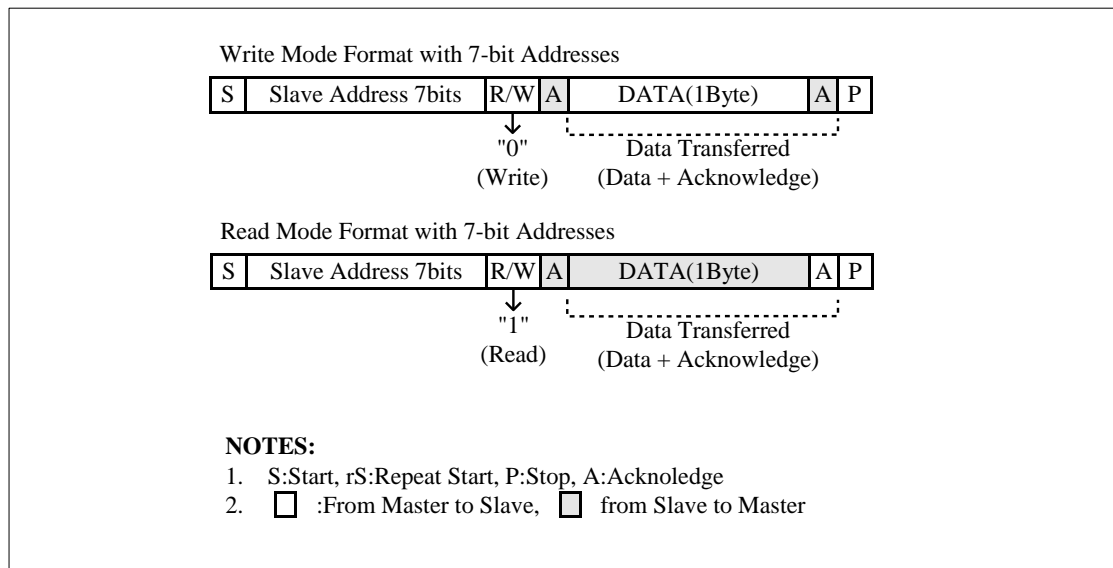 Write Mode Format with 7-bit Addresses
S Slave Address 7bits R/W A DATA(1Byte) A P
"0" Data Transferred
(Write) (Data + Acknowledge)
Read Mode Format with 7-bit Addresses
S Slave Address 7bits R/W A DATA(1Byte) A P
"1" Data Transferred
(Read) (Data + Acknowledge)
NOTES:
1. S:Start, rS:Repeat Start, P:Stop, A:Acknoledge
2. :From Master to Slave, from Slave to Master